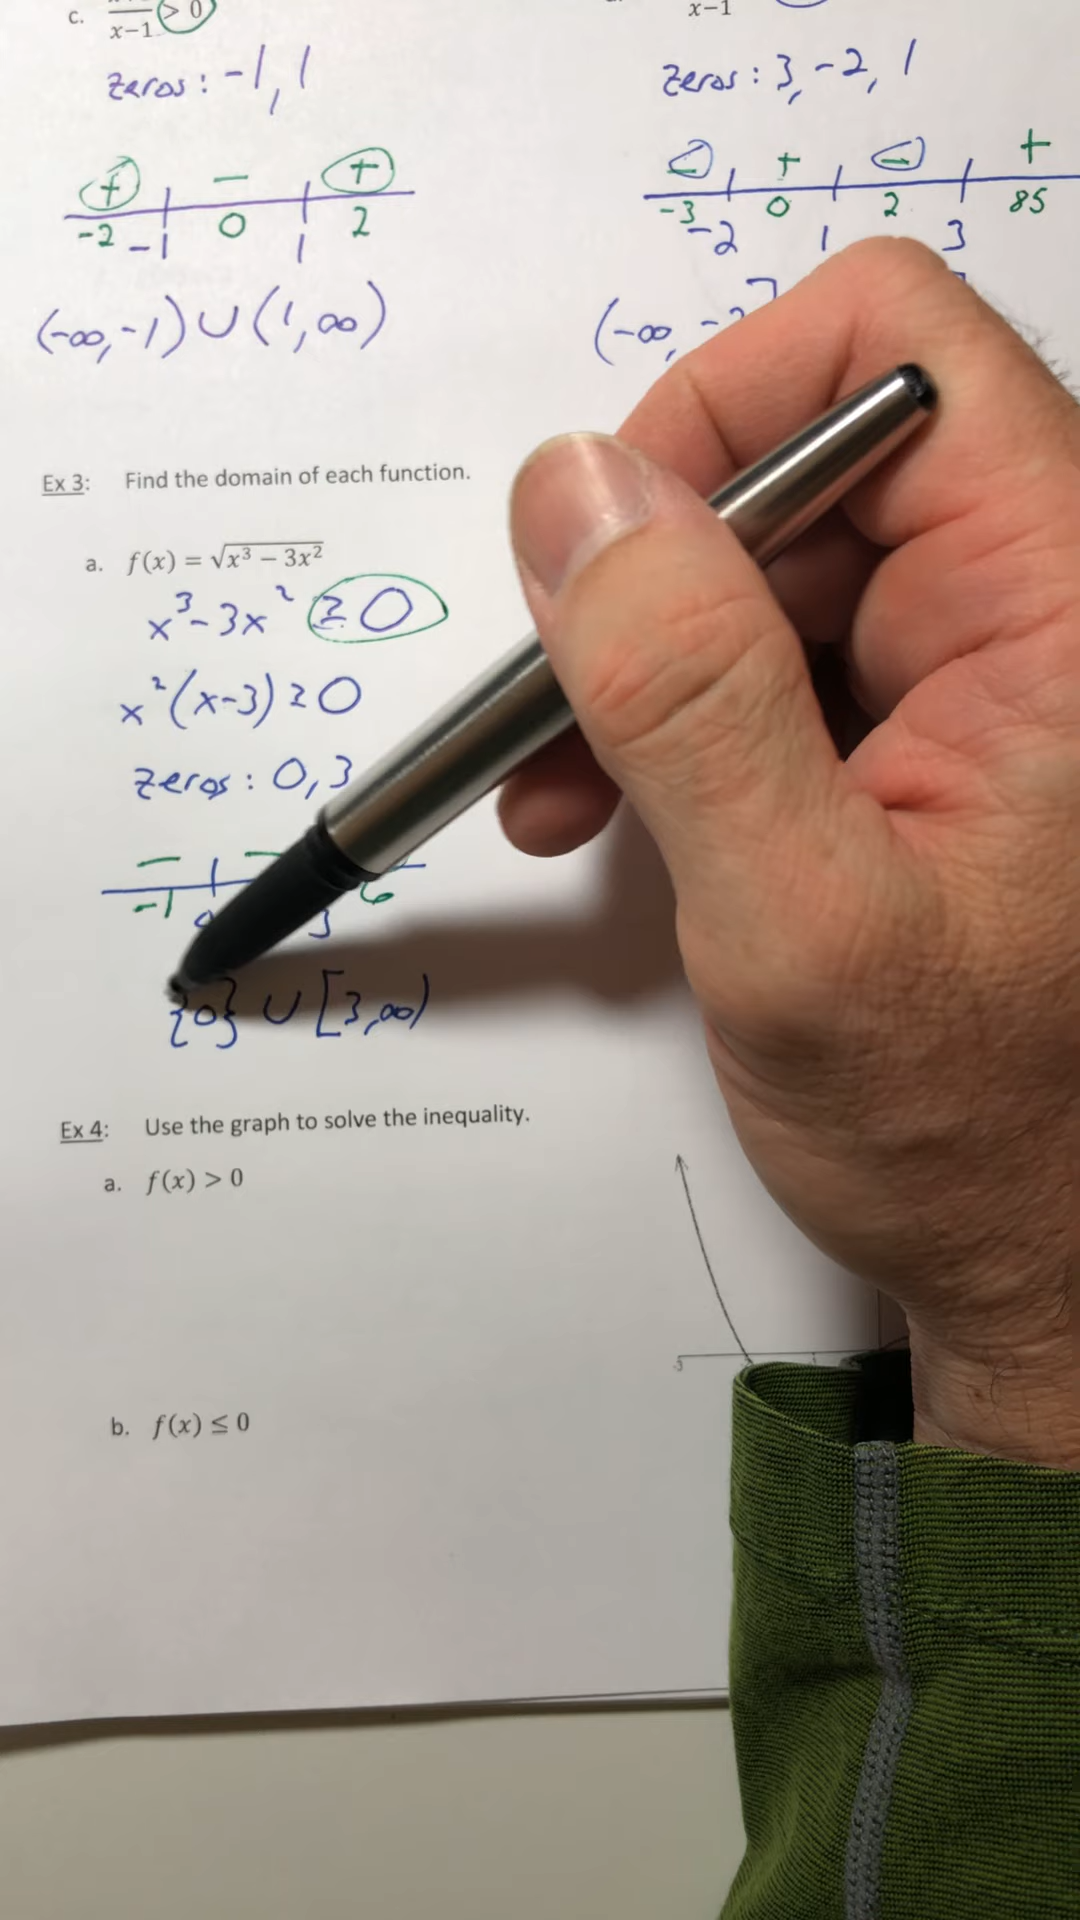 c. x−1 > 0
zeros : -1, 1
+ − +
-2 -1 0 1 2
(-∞, -1) ∪ (1, ∞)
x−1
zeros : 3, -2, 1
− + − +
-3 0 2 85
-2 1 3
(-∞, -2]
Ex 3: Find the domain of each function.
a. f(x) = √x³ − 3x²
x³ - 3x² ≥ 0
x² (x-3) ≥ 0
zeros : 0, 3
− −
-1 6
3
{0} ∪ [3, ∞)
Ex 4: Use the graph to solve the inequality.
a. f(x) > 0
-3
b. f(x) ≤ 0